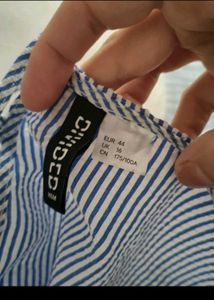 DIVIDED
H&M
EUR 44
UK 16
CN 175/100A